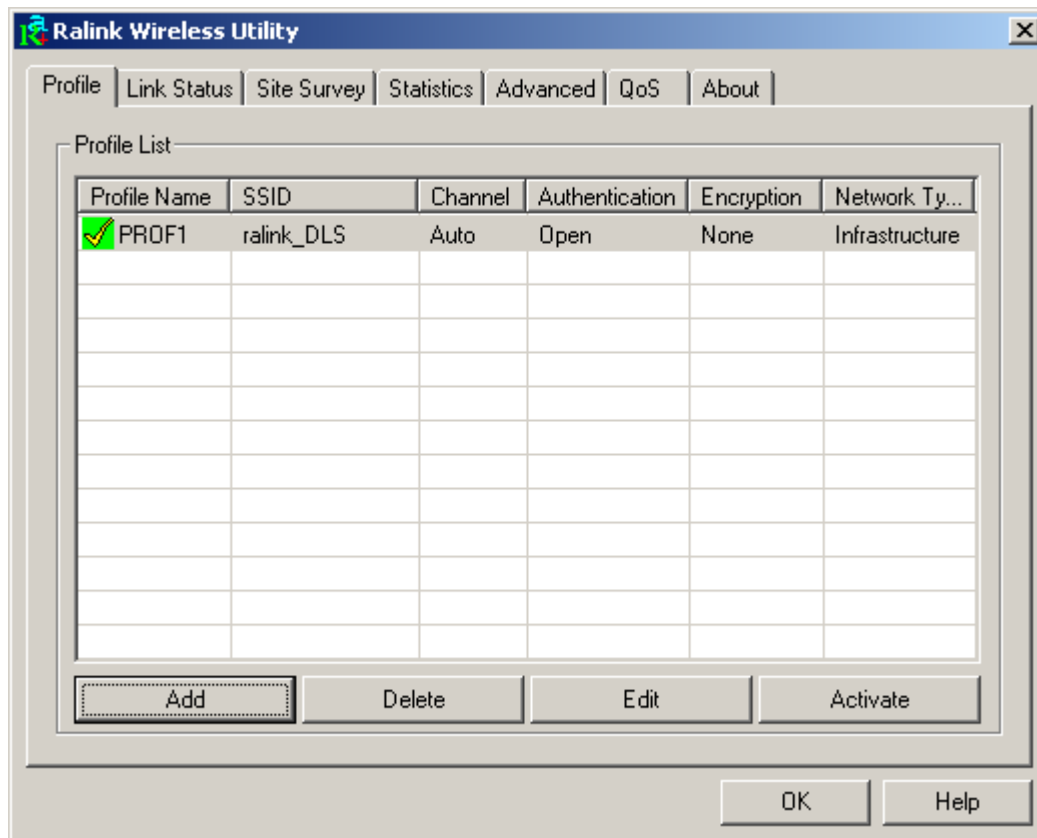 Ralink Wireless Utility
Profile Link Status Site Survey Statistics Advanced QoS About
Profile List
Profile Name SSID Channel Authentication Encryption Network Ty...
PROF1 ralink_DLS Auto Open None Infrastructure
Add Delete Edit Activate
OK Help